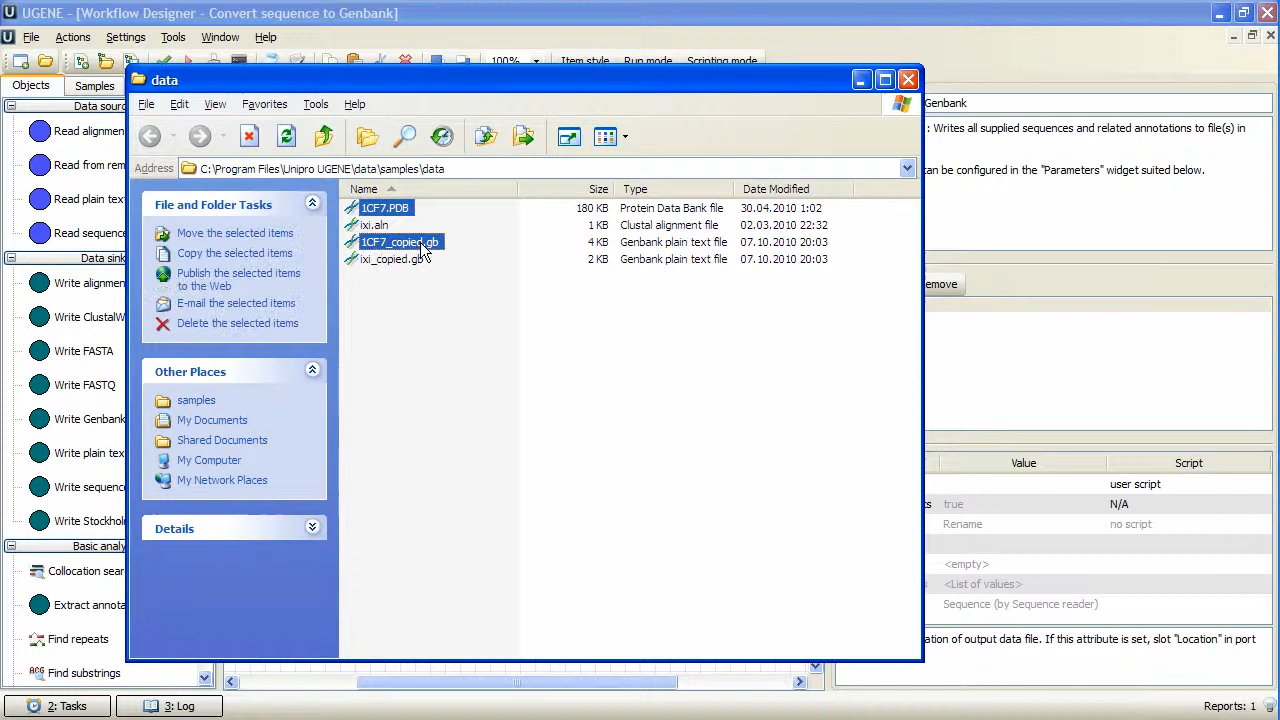 UGENE - [Workflow Designer - Convert sequence to Genbank]
File Actions Settings Tools Window Help
100% Item style Run mode Scripting mode
Objects Samples
Data sour
Read alignmen
Read from rem
Read plain text
Read sequence
Data sink
Write alignmen
Write ClustalW
Write FASTA
Write FASTQ
Write Genbank
Write plain text
Write sequenc
Write Stockhol
Basic analy
Collocation sear
Extract annota
Find repeats
Find substrings
data
File Edit View Favorites Tools Help
Address C:\Program Files\Unipro UGENE\data\samples\data
File and Folder Tasks
Move the selected items
Copy the selected items
Publish the selected items
to the Web
E-mail the selected items
Delete the selected items
Other Places
samples
My Documents
Shared Documents
My Computer
My Network Places
Details
Name Size Type Date Modified
1CF7.PDB 180 KB Protein Data Bank file 30.04.2010 1:02
ixi.aln 1 KB Clustal alignment file 02.03.2010 22:32
1CF7_copied.gb 4 KB Genbank plain text file 07.10.2010 20:03
ixi_copied.gb 2 KB Genbank plain text file 07.10.2010 20:03
Genbank
: Writes all supplied sequences and related annotations to file(s) in
can be configured in the "Parameters" widget suited below.
emove
Value Script
user script
ts true N/A
Rename no script
<empty>
s <List of values>
Sequence (by Sequence reader)
ation of output data file. If this attribute is set, slot "Location" in port
2: Tasks 3: Log Reports: 1